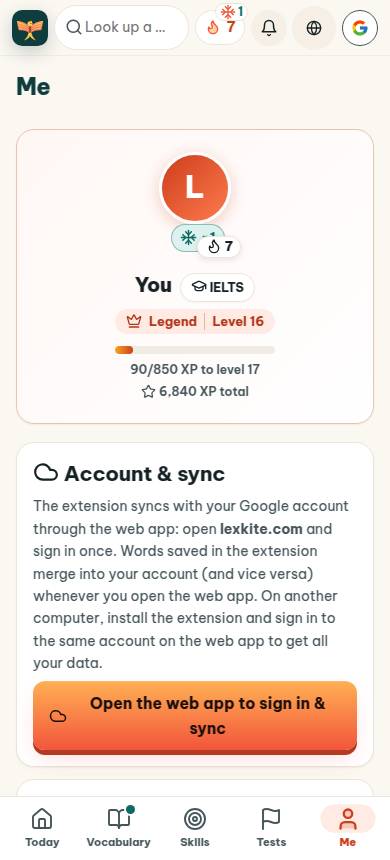 Look up a ...
1
7
Me
L
7
You IELTS
Legend Level 16
90/850 XP to level 17
6,840 XP total
Account & sync
The extension syncs with your Google account
through the web app: open lexkite.com and
sign in once. Words saved in the extension
merge into your account (and vice versa)
whenever you open the web app. On another
computer, install the extension and sign in to
the same account on the web app to get all
your data.
Open the web app to sign in &
sync
Today
Vocabulary
Skills
Tests
Me